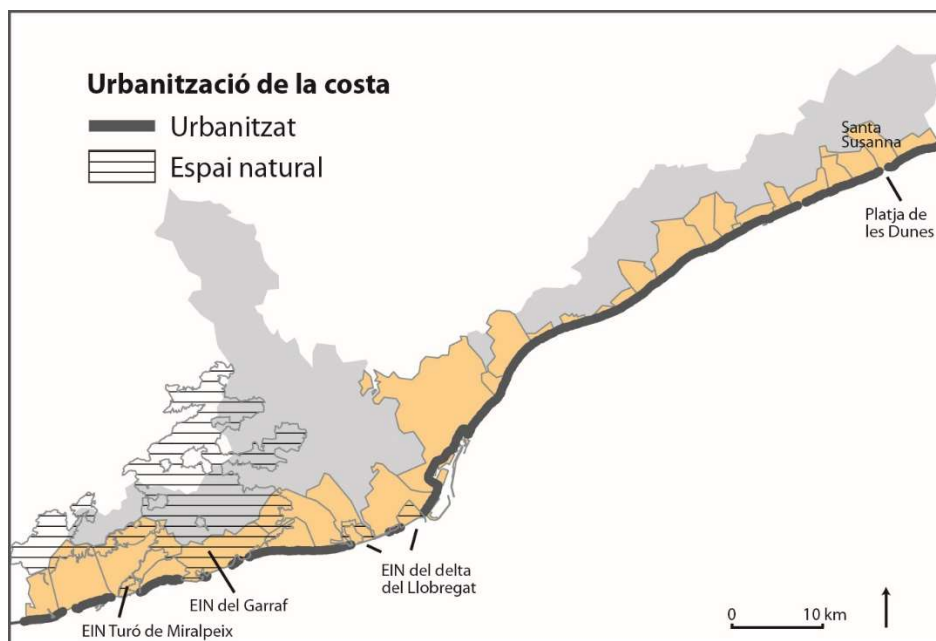 Urbanització de la costa
Urbanitzat
Espai natural
Santa
Susanna
Platja de
les Dunes
EIN del delta
del Llobregat
EIN del Garraf
EIN Turó de Miralpeix
0 10 km